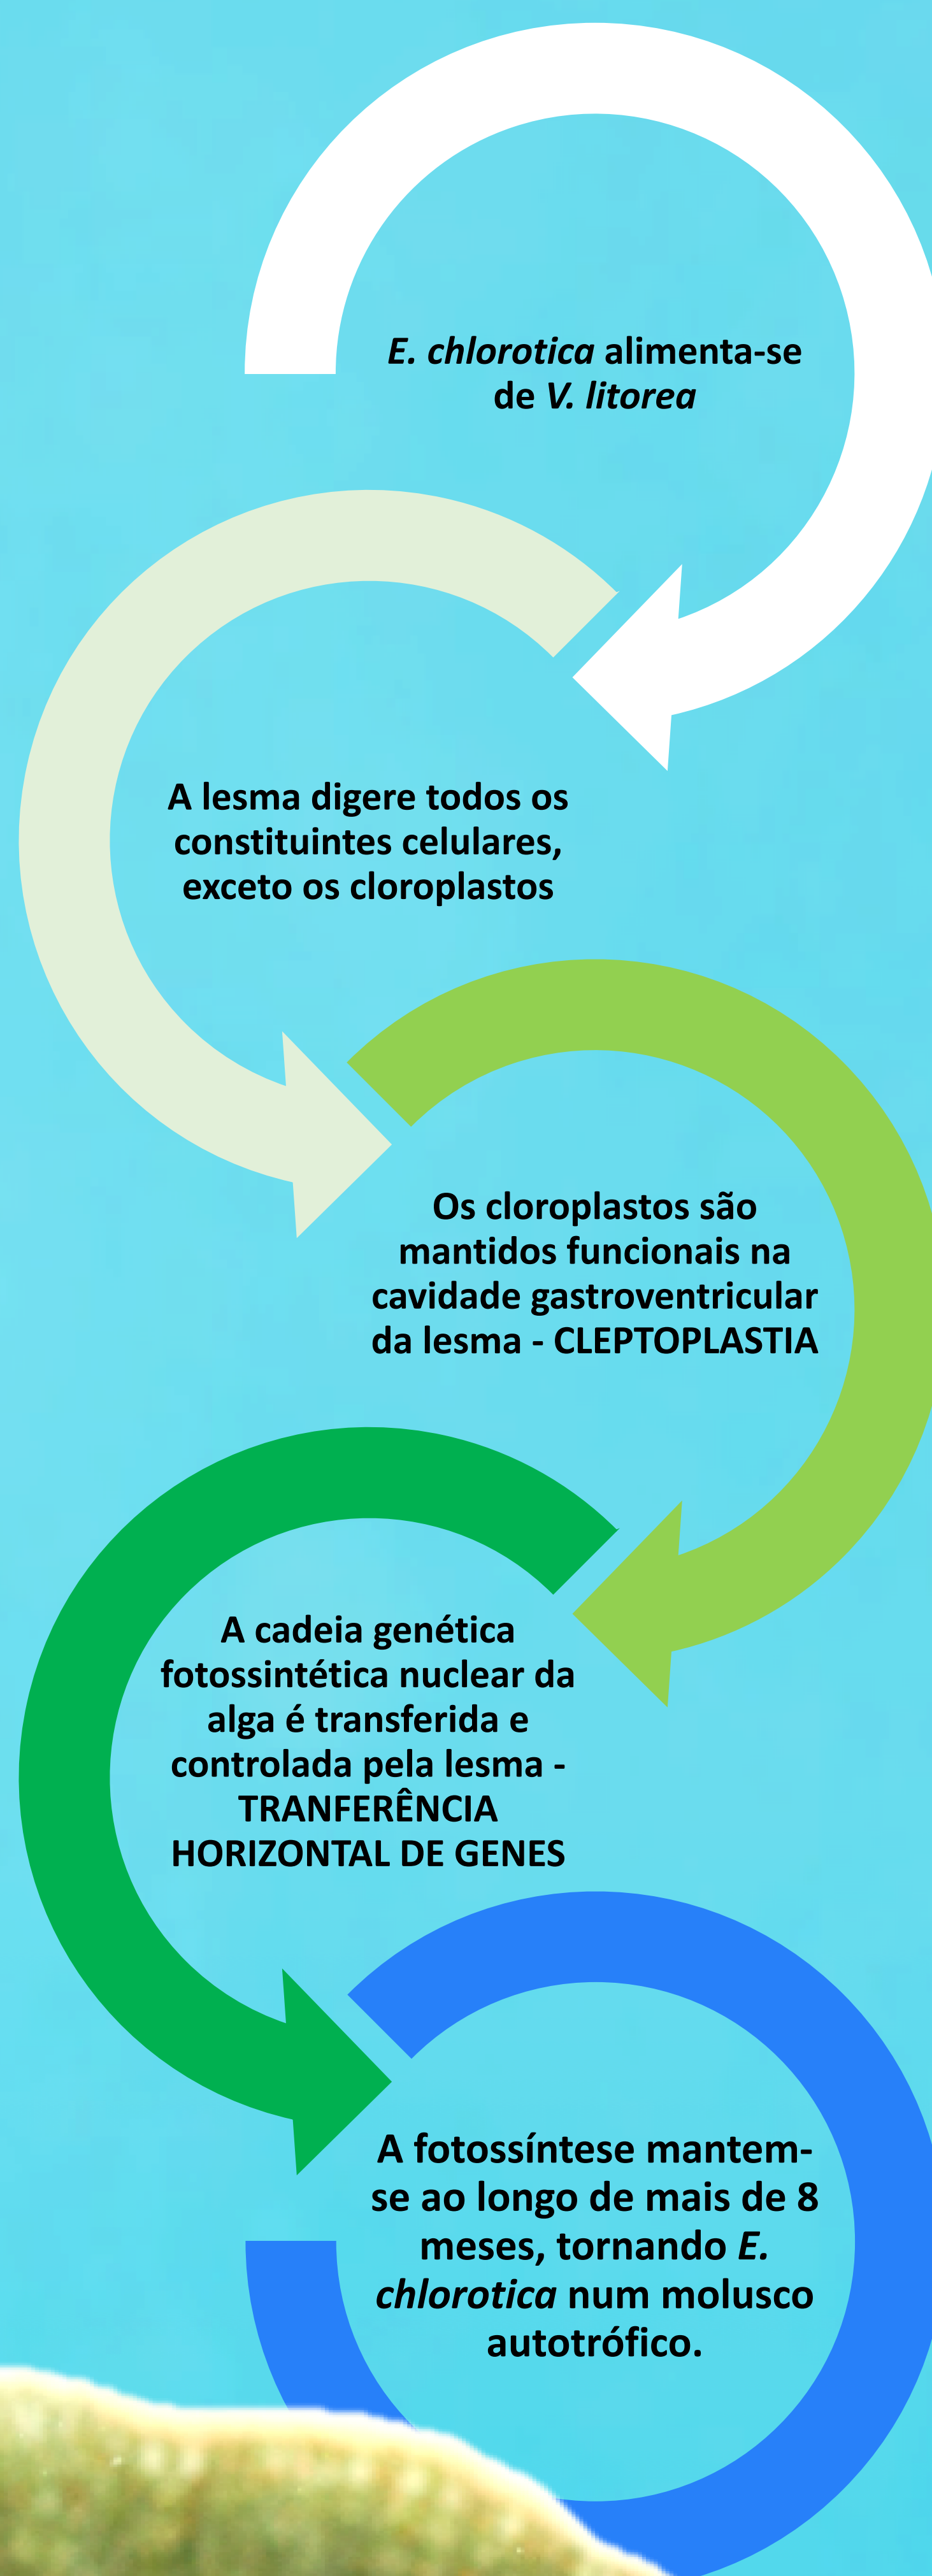 E. chlorotica alimenta-se
de V. litorea
A lesma digere todos os
constituintes celulares,
exceto os cloroplastos
Os cloroplastos são
mantidos funcionais na
cavidade gastroventricular
da lesma - CLEPTOPLASTIA
A cadeia genética
fotossintética nuclear da
alga é transferida e
controlada pela lesma -
TRANFERÊNCIA
HORIZONTAL DE GENES
A fotossíntese mantem-
se ao longo de mais de 8
meses, tornando E.
chlorotica num molusco
autotrófico.